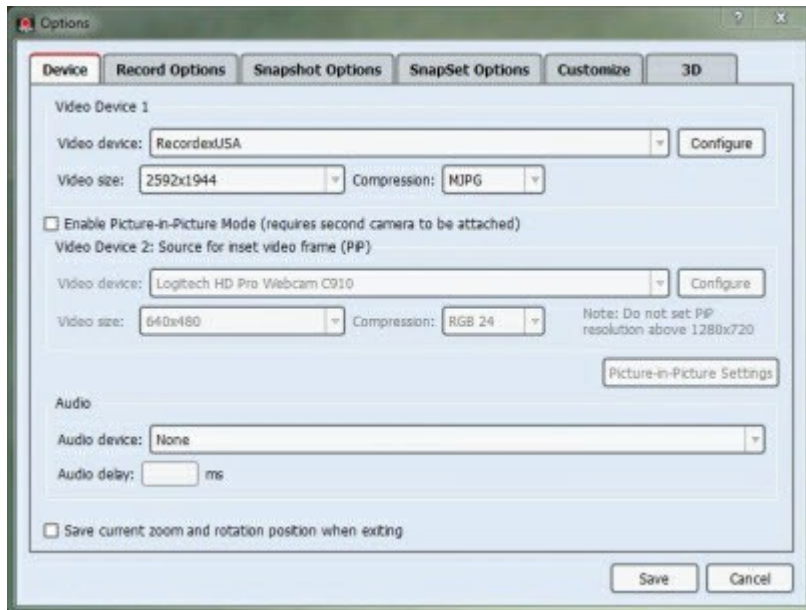 Options
Device Record Options Snapshot Options SnapSet Options Customize 3D
Video Device 1
Video device: RecordexUSA Configure
Video size: 2592x1944 Compression: MJPG
Enable Picture-in-Picture Mode (requires second camera to be attached)
Video Device 2: Source for inset video frame (PiP)
Video device: Logitech HD Pro Webcam C910 Configure
Video size: 640x480 Compression: RGB 24 Note: Do not set PiP
resolution above 1280x720
Picture-in-Picture Settings
Audio
Audio device: None
Audio delay: ms
Save current zoom and rotation position when exiting
Save Cancel